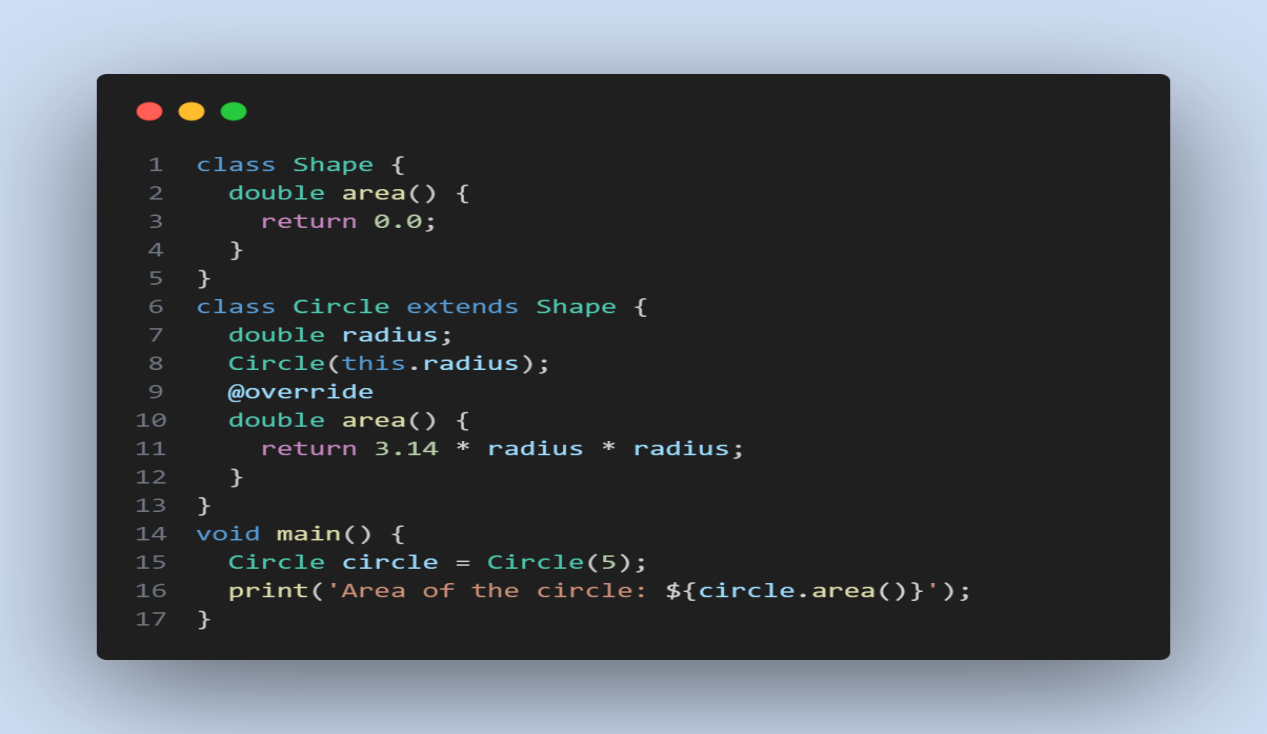 1 class Shape {
2   double area() {
3     return 0.0;
4   }
5 }
6 class Circle extends Shape {
7   double radius;
8   Circle(this.radius);
9   @override
10   double area() {
11     return 3.14 * radius * radius;
12   }
13 }
14 void main() {
15   Circle circle = Circle(5);
16   print('Area of the circle: ${circle.area()}');
17 }